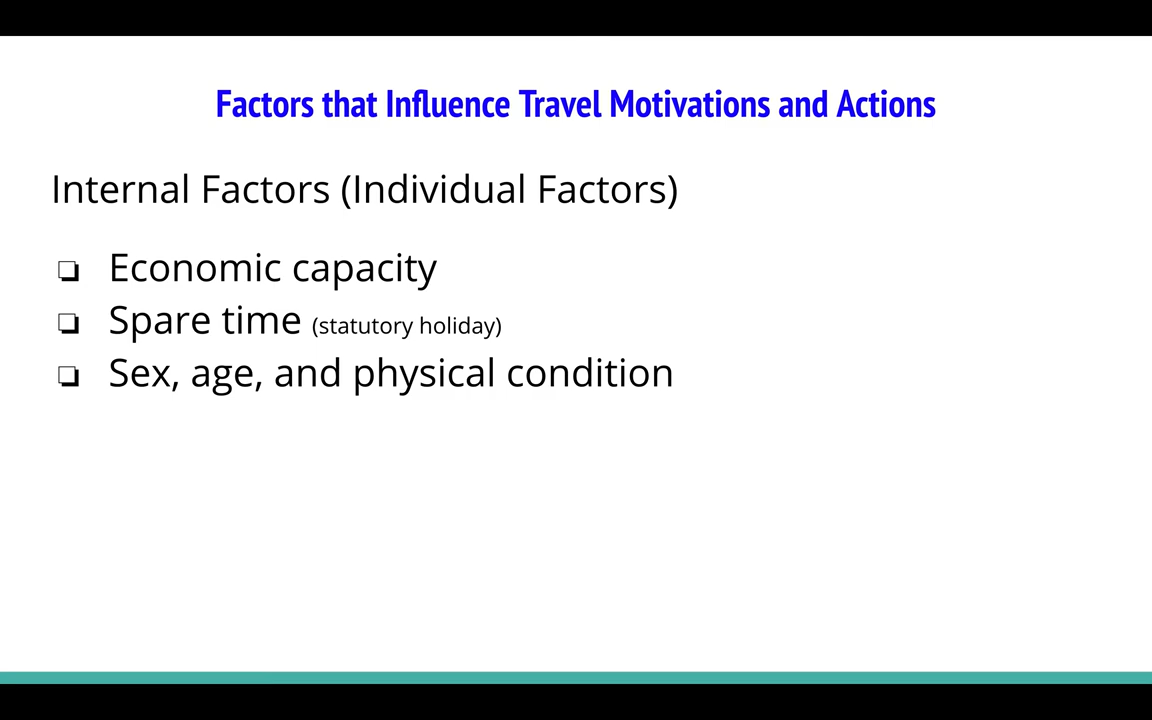 Factors that Influence Travel Motivations and Actions
Internal Factors (Individual Factors)
❏ Economic capacity
❏ Spare time (statutory holiday)
❏ Sex, age, and physical condition